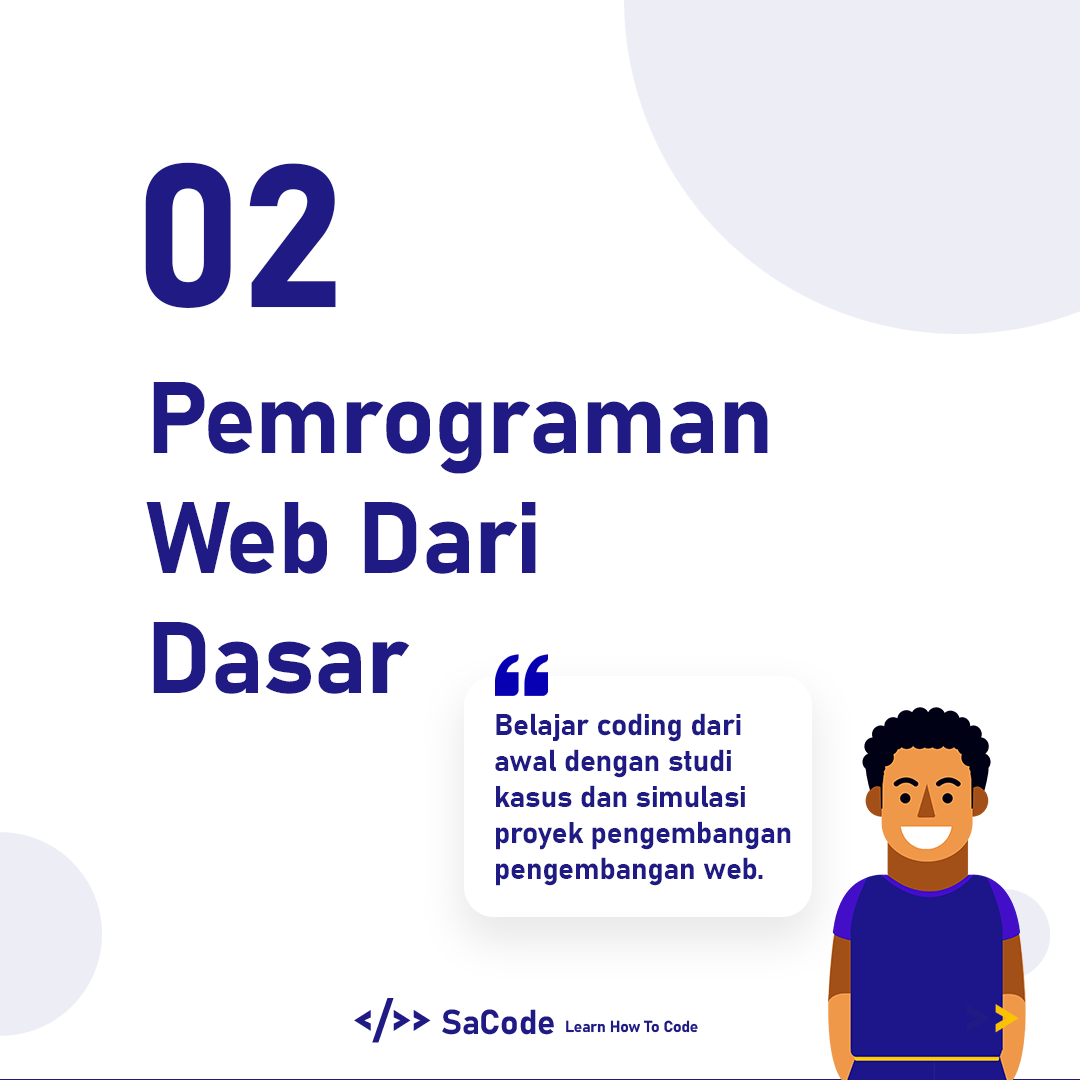 02
Pemrograman
Web Dari
Dasar
“
Belajar coding dari
awal dengan studi
kasus dan simulasi
proyek pengembangan
pengembangan web.
</>> SaCode Learn How To Code
>>